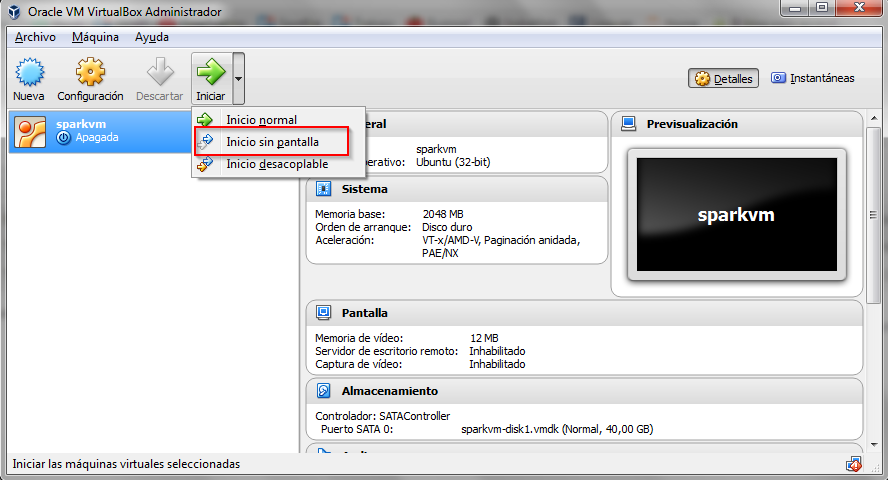 Oracle VM VirtualBox Administrador
Archivo Máquina Ayuda
Nueva Configuración Descartar Iniciar
Detalles Instantáneas
Inicio normal
Inicio sin pantalla
Inicio desacoplable
sparkvm
Apagada
eral
sparkvm
operativo: Ubuntu (32-bit)
Sistema
Memoria base: 2048 MB
Orden de arranque: Disco duro
Aceleración: VT-x/AMD-V, Paginación anidada,
PAE/NX
Previsualización
sparkvm
Pantalla
Memoria de vídeo: 12 MB
Servidor de escritorio remoto: Inhabilitado
Captura de vídeo: Inhabilitado
Almacenamiento
Controlador: SATAController
Puerto SATA 0: sparkvm-disk1.vmdk (Normal, 40,00 GB)
Iniciar las máquinas virtuales seleccionadas